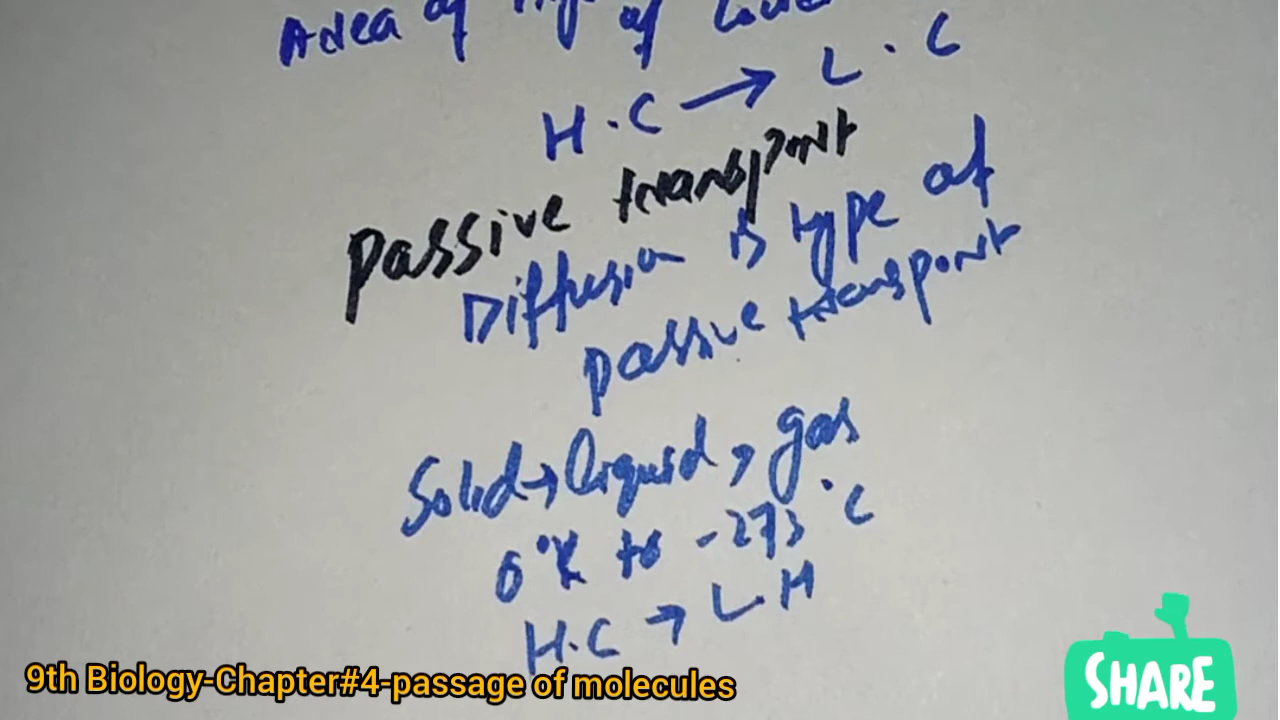 Area of of
H.C → L.C
passive transport
Diffusion is type of
passive transport
Solid, liquid, gas
0°K to -273°C
H.C → L.H
9th Biology-Chapter#4-passage of molecules
SHARE